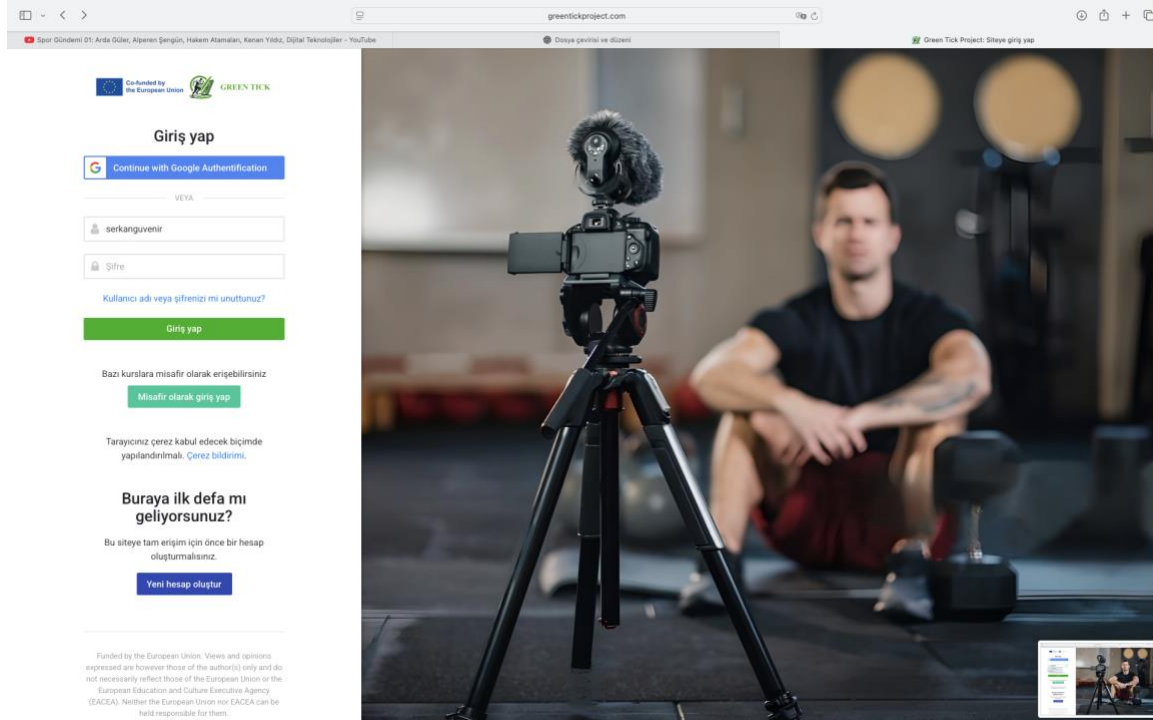 greentickproject.com
Spor Gündemi 01: Arda Güler, Alperen Şengün, Hakem Atamaları, Kenan Yıldız, Dijital Teknolojiler - YouTube
Dosya çevirisi ve düzeni
Green Tick Project: Siteye giriş yap
Co-funded by
the European Union
GREEN TICK
Giriş yap
Continue with Google Authentification
VEYA
serkanguvenir
Şifre
Kullanıcı adı veya şifrenizi mi unuttunuz?
Giriş yap
Bazı kurslara misafir olarak erişebilirsiniz
Misafir olarak giriş yap
Tarayıcınız çerez kabul edecek biçimde
yapılandırılmalı. Çerez bildirimi.
Buraya ilk defa mı
geliyorsunuz?
Bu siteye tam erişim için önce bir hesap
oluşturmalısınız.
Yeni hesap oluştur
Funded by the European Union. Views and opinions
expressed are however those of the author(s) only and do
not necessarily reflect those of the European Union or the
European Education and Culture Executive Agency
(EACEA). Neither the European Union nor EACEA can be
held responsible for them.